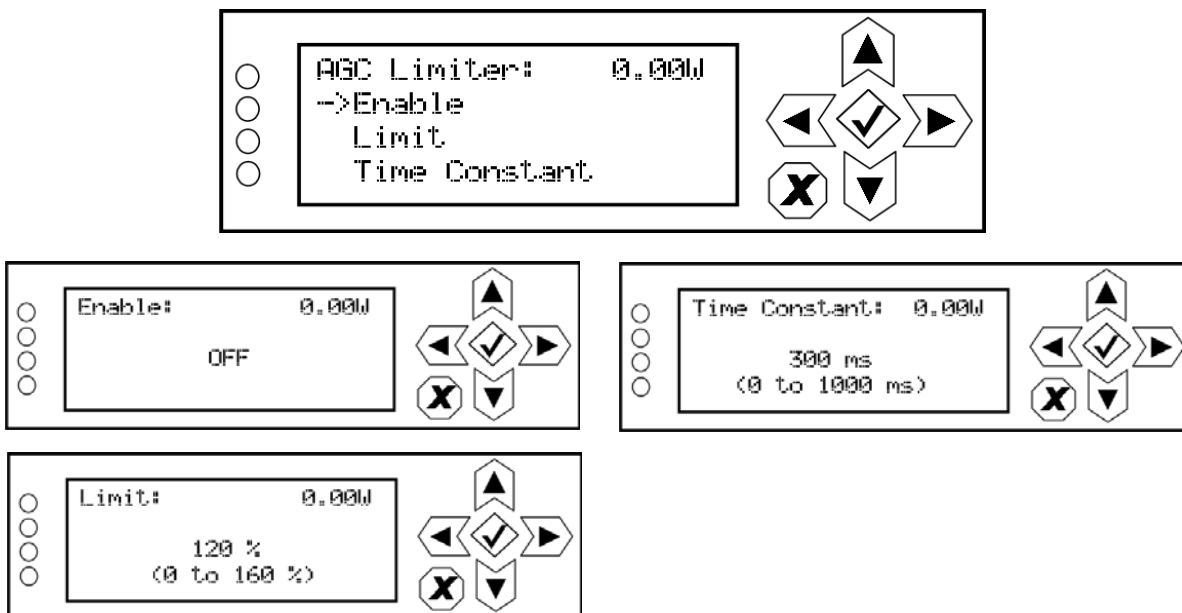 AGC Limiter: 0.00W
->Enable
Limit
Time Constant
Enable: 0.00W
OFF
Time Constant: 0.00W
300 ms
(0 to 1000 ms)
Limit: 0.00W
120 %
(0 to 160 %)